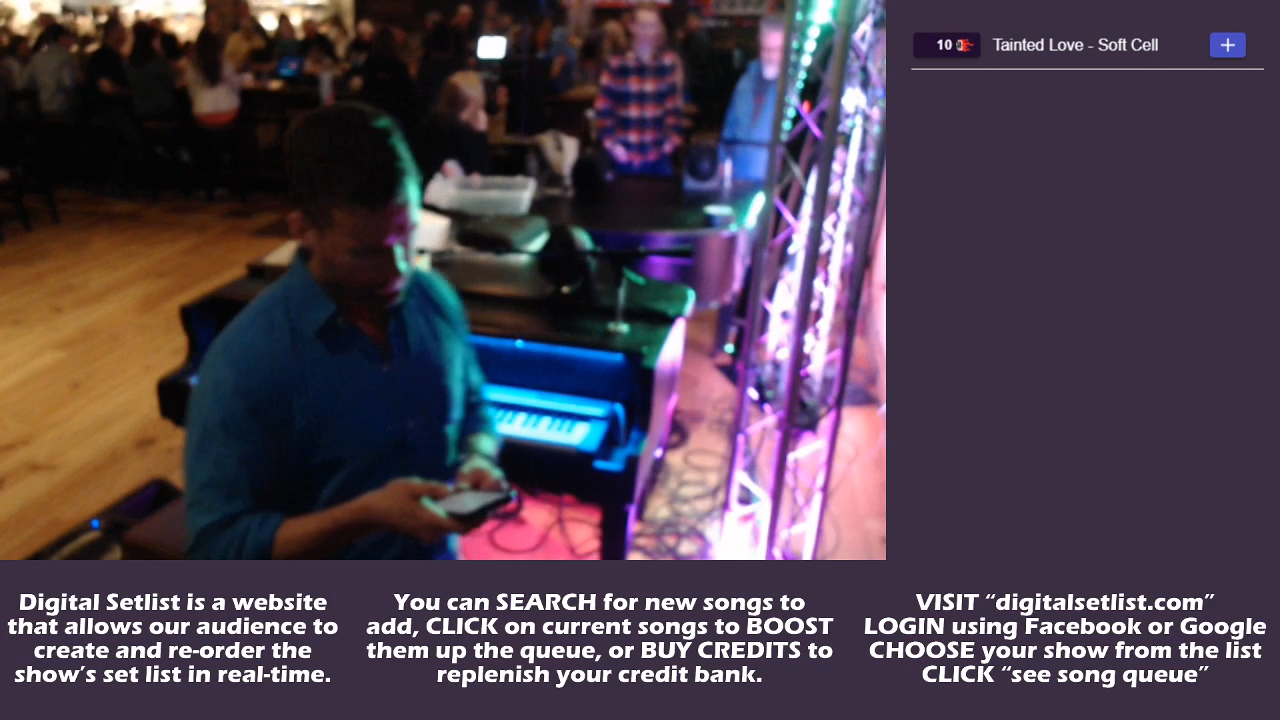 10 Tainted Love - Soft Cell +
Digital Setlist is a website
that allows our audience to
create and re-order the
show's set list in real-time.
You can SEARCH for new songs to
add, CLICK on current songs to BOOST
them up the queue, or BUY CREDITS to
replenish your credit bank.
VISIT “digitalsetlist.com”
LOGIN using Facebook or Google
CHOOSE your show from the list
CLICK “see song queue”